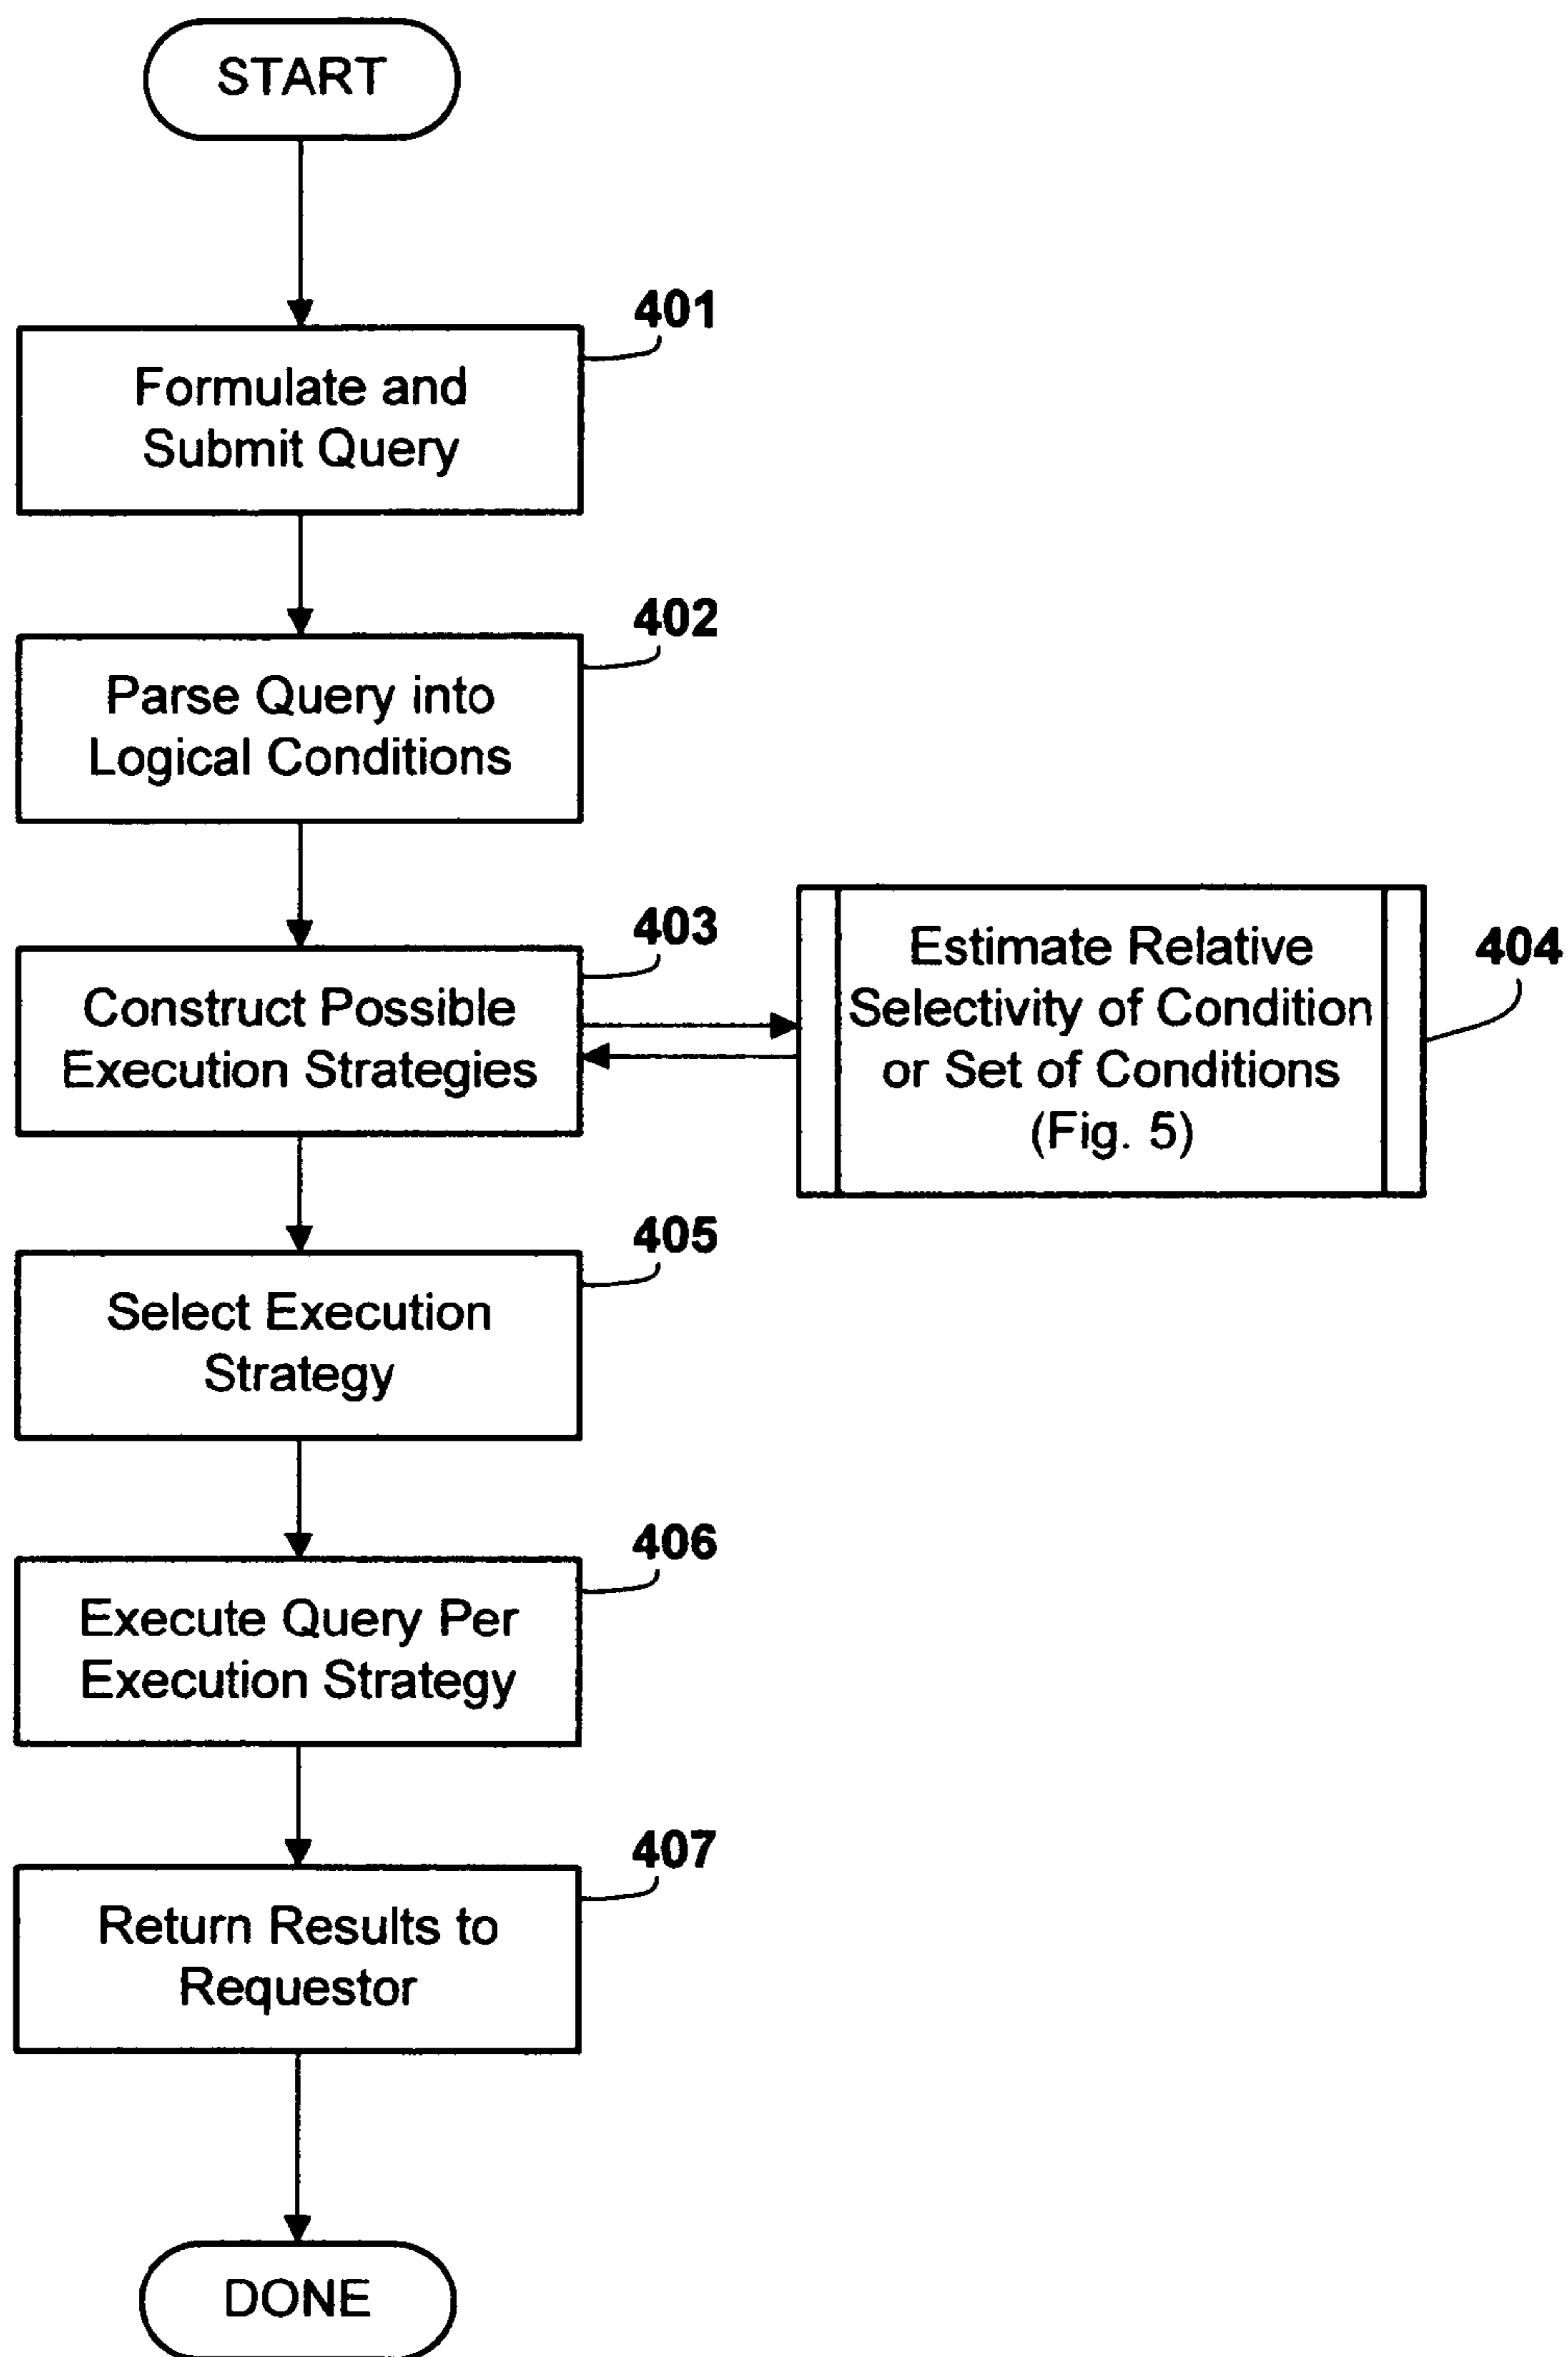 START
401
Formulate and
Submit Query
402
Parse Query into
Logical Conditions
403
Construct Possible
Execution Strategies
404
Estimate Relative
Selectivity of Condition
or Set of Conditions
(Fig. 5)
405
Select Execution
Strategy
406
Execute Query Per
Execution Strategy
407
Return Results to
Requestor
DONE